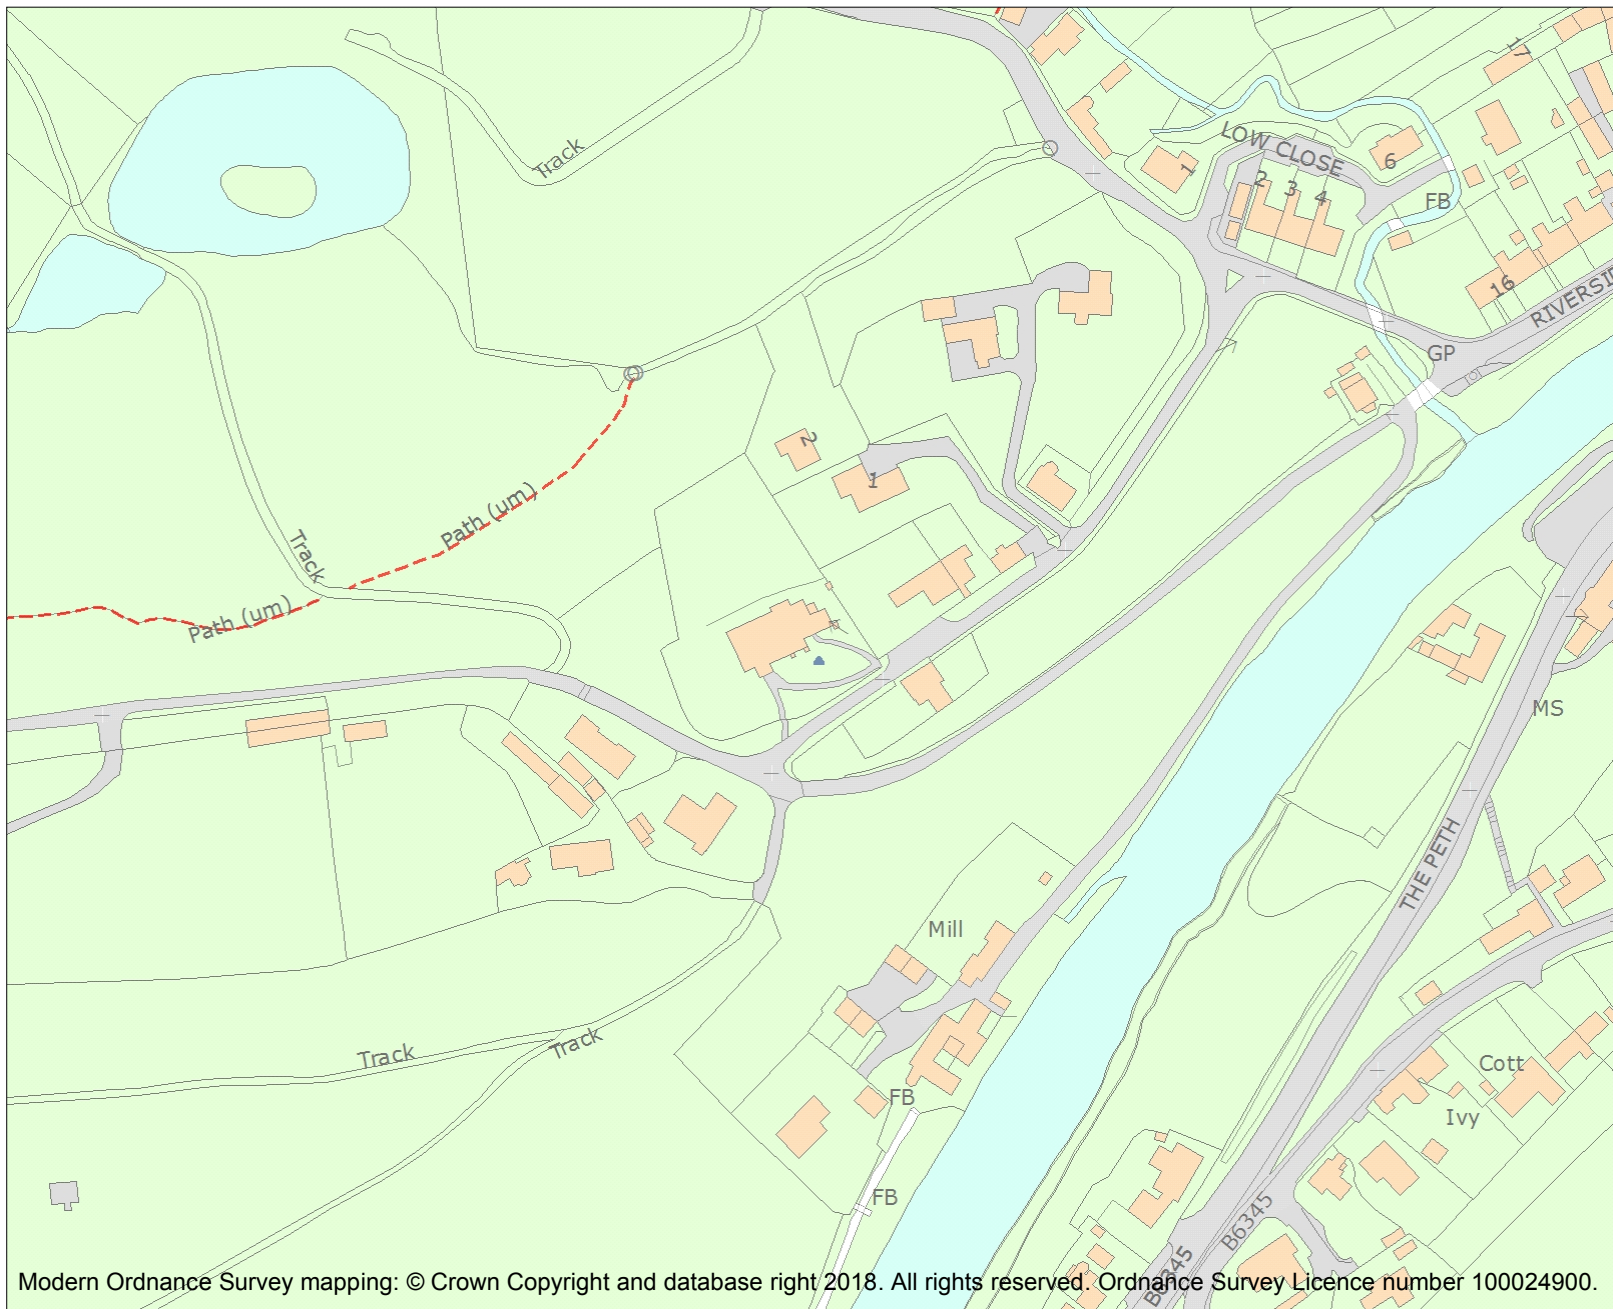 17
Track
LOW CLOSE
1
6
2
3
4
FB
16
RIVERSI
GP
2
1
Path (um)
Track
Path (um)
MS
THE PETH
Mill
Track
Track
Cott
FB
Ivy
FB
B6345
B6345
Modern Ordnance Survey mapping: © Crown Copyright and database right 2018. All rights reserved. Ordnance Survey Licence number 100024900.